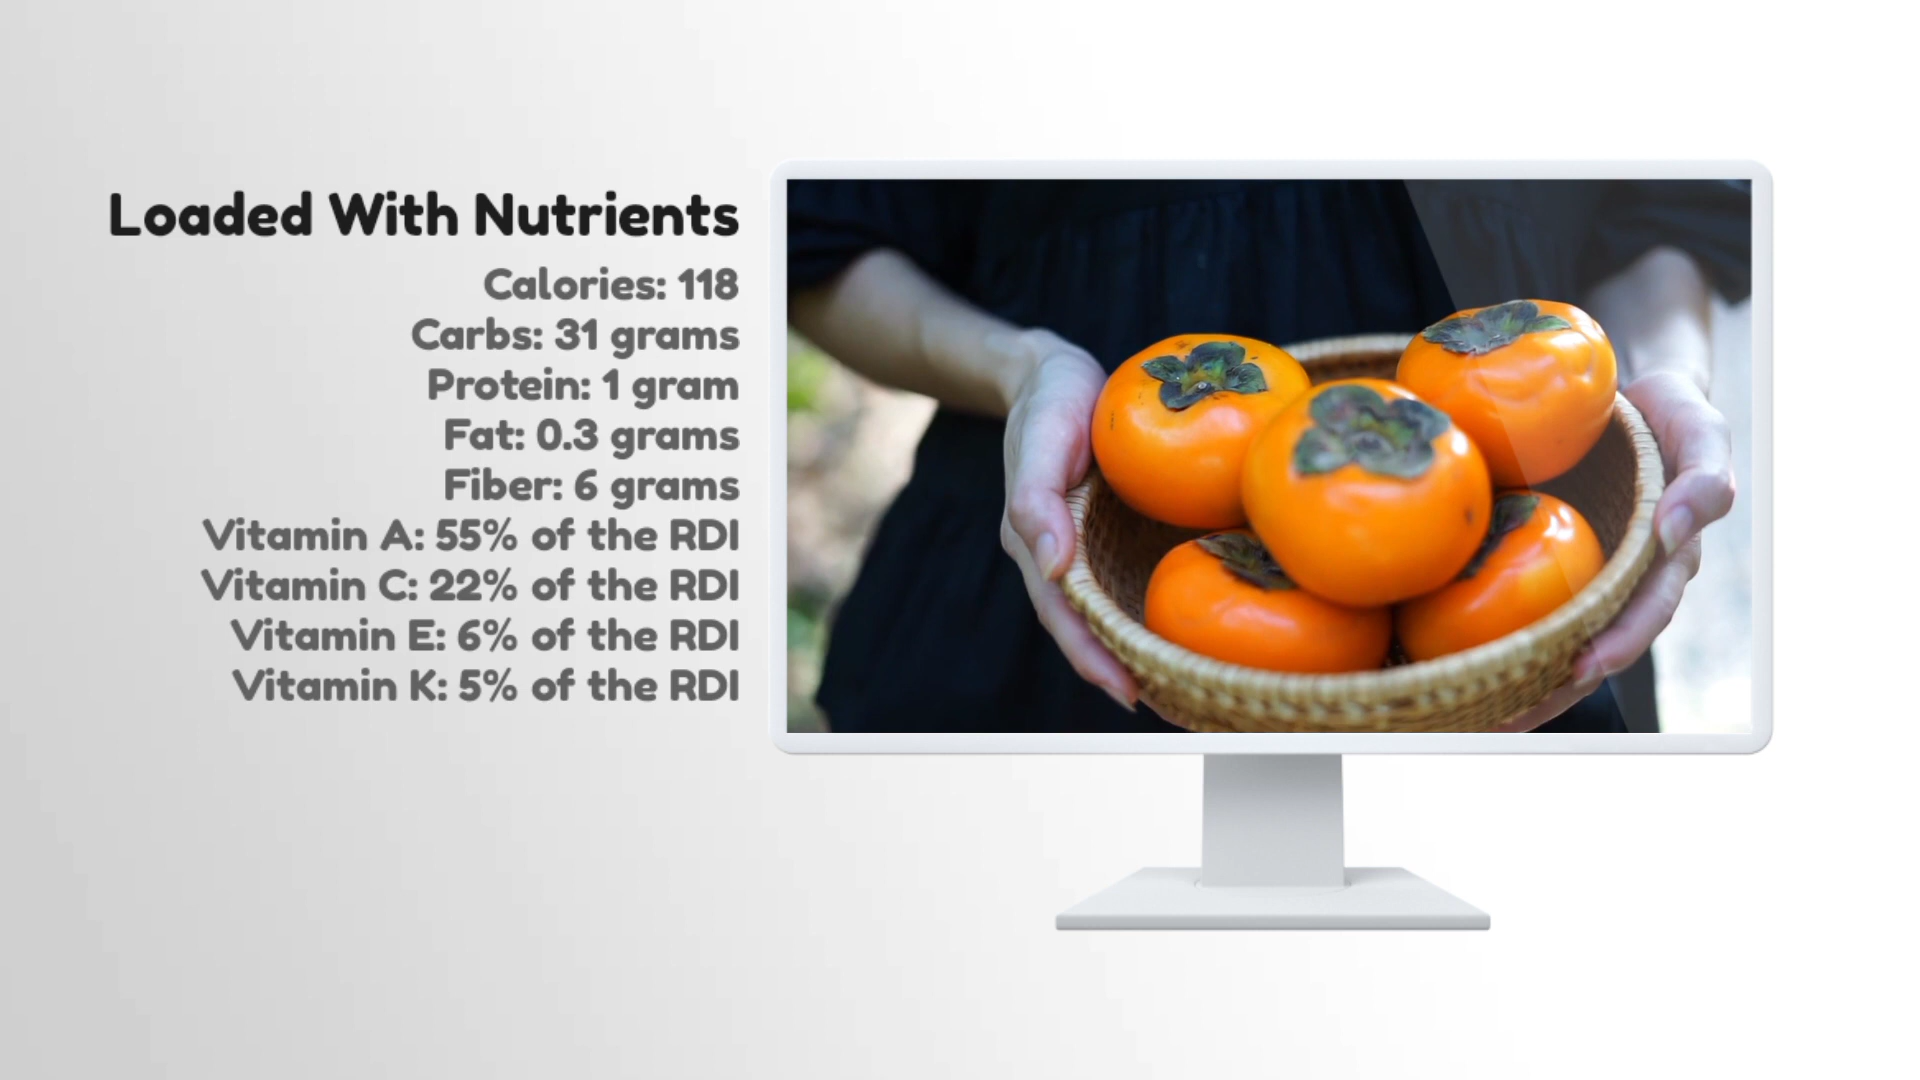 Loaded With Nutrients
Calories: 118
Carbs: 31 grams
Protein: 1 gram
Fat: 0.3 grams
Fiber: 6 grams
Vitamin A: 55% of the RDI
Vitamin C: 22% of the RDI
Vitamin E: 6% of the RDI
Vitamin K: 5% of the RDI